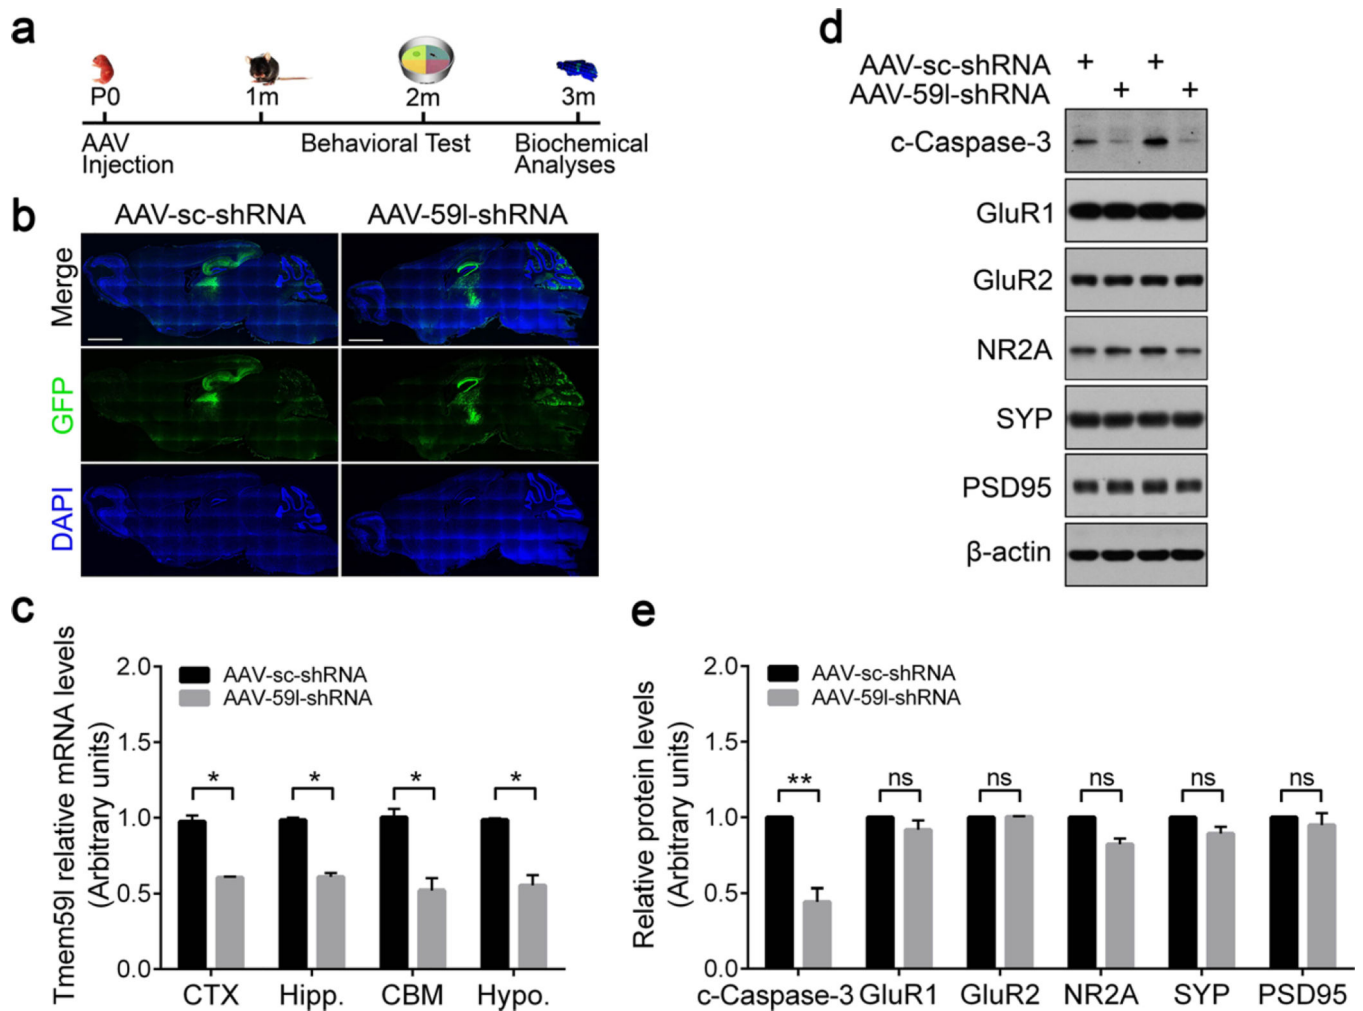 a
P0
1m
2m
3m
AAV
Injection
Behavioral Test
Biochemical
Analyses
b
AAV-sc-shRNA
AAV-59l-shRNA
Merge
GFP
DAPI
c
Tmem59l relative mRNA levels
(Arbitrary units)
2.0
1.5
1.0
0.5
0.0
AAV-sc-shRNA
AAV-59l-shRNA
*
*
*
*
CTX
Hipp.
CBM
Hypo.
d
AAV-sc-shRNA + +
AAV-59l-shRNA + +
c-Caspase-3
GluR1
GluR2
NR2A
SYP
PSD95
β-actin
e
Relative protein levels
(Arbitrary units)
2.0
1.5
1.0
0.5
0.0
AAV-sc-shRNA
AAV-59l-shRNA
**
ns
ns
ns
ns
ns
c-Caspase-3
GluR1
GluR2
NR2A
SYP
PSD95